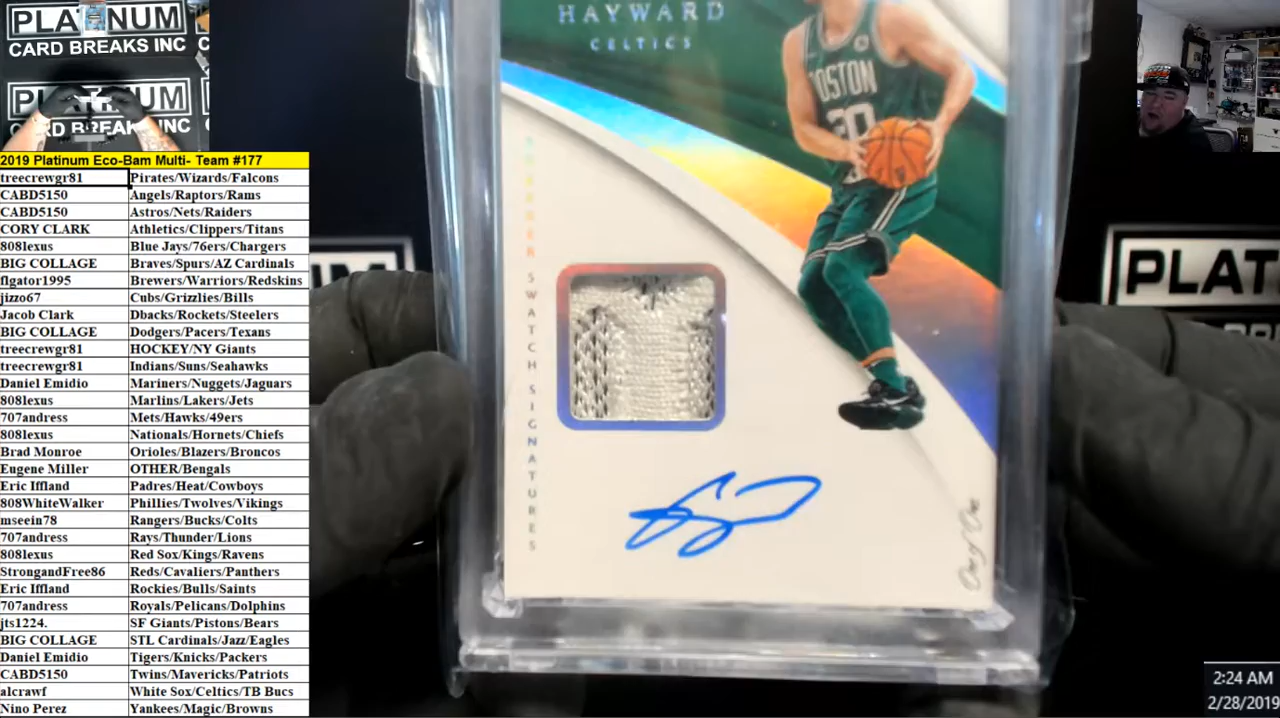 PLATINUM
CARD BREAKS INC
PLATINUM
CARD BREAKS INC
2019 Platinum Eco-Bam Multi- Team #177
treecrewgr81 Pirates/Wizards/Falcons
CABD5150 Angels/Raptors/Rams
CABD5150 Astros/Nets/Raiders
CORY CLARK Athletics/Clippers/Titans
808lexus Blue Jays/76ers/Chargers
BIG COLLAGE Braves/Spurs/AZ Cardinals
flgator1995 Brewers/Warriors/Redskins
jizzo67 Cubs/Grizzlies/Bills
Jacob Clark Dbacks/Rockets/Steelers
BIG COLLAGE Dodgers/Pacers/Texans
treecrewgr81 HOCKEY/NY Giants
treecrewgr81 Indians/Suns/Seahawks
Daniel Emidio Mariners/Nuggets/Jaguars
808lexus Marlins/Lakers/Jets
707andress Mets/Hawks/49ers
808lexus Nationals/Hornets/Chiefs
Brad Monroe Orioles/Blazers/Broncos
Eugene Miller OTHER/Bengals
Eric Iffland Padres/Heat/Cowboys
808WhiteWalker Phillies/Twolves/Vikings
mseein78 Rangers/Bucks/Colts
707andress Rays/Thunder/Lions
808lexus Red Sox/Kings/Ravens
StrongandFree86 Reds/Cavaliers/Panthers
Eric Iffland Rockies/Bulls/Saints
707andress Royals/Pelicans/Dolphins
jts1224. SF Giants/Pistons/Bears
BIG COLLAGE STL Cardinals/Jazz/Eagles
Daniel Emidio Tigers/Knicks/Packers
CABD5150 Twins/Mavericks/Patriots
alcrawf White Sox/Celtics/TB Bucs
Nino Perez Yankees/Magic/Browns
HAYWARD
CELTICS
BOSTON
20
SNEAKER SWATCH SIGNATURES
One of One
PLAT
2:24 AM
2/28/2019